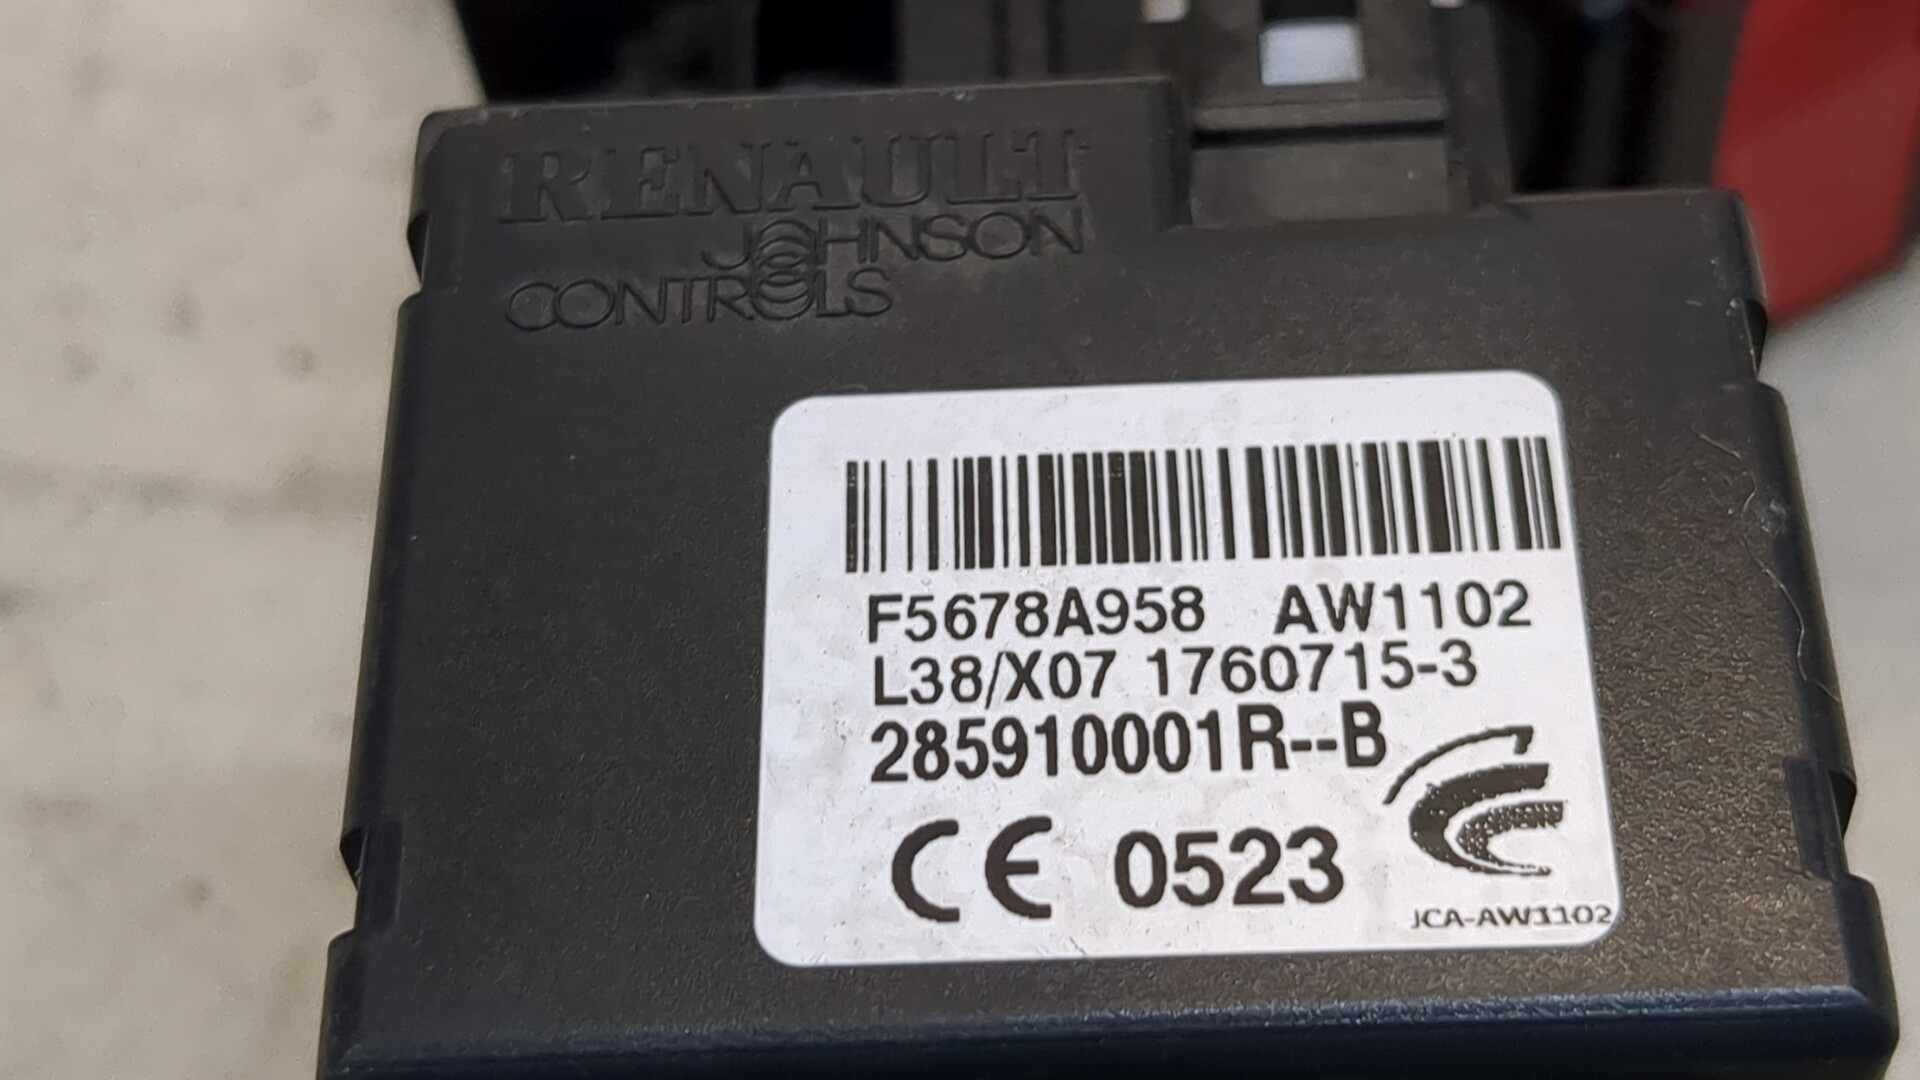 RENAULT
JOHNSON
CONTROLS
F5678A958 AW1102
L38/X07 1760715-3
285910001R--B
CE 0523
JCA-AW1102